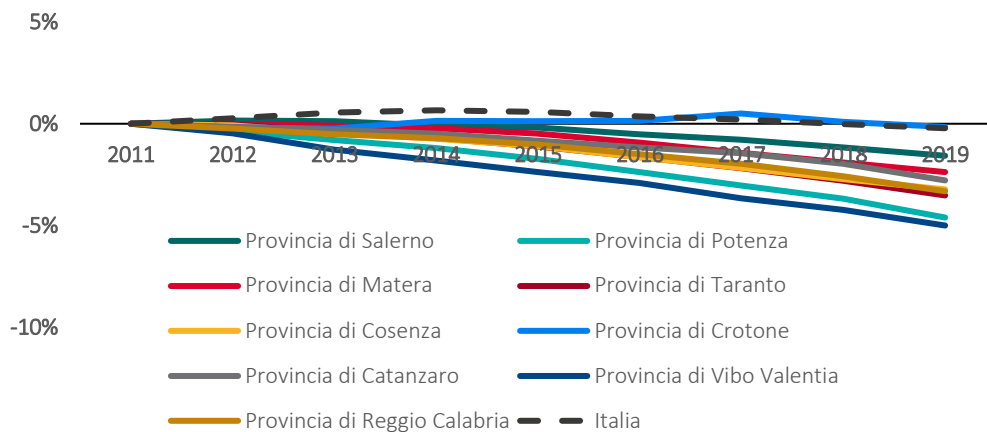 5%
0%
2011 2012 2013 2014 2015 2016 2017 2018 2019
-5%
Provincia di Salerno Provincia di Potenza
Provincia di Matera Provincia di Taranto
-10%
Provincia di Cosenza Provincia di Crotone
Provincia di Catanzaro Provincia di Vibo Valentia
Provincia di Reggio Calabria Italia